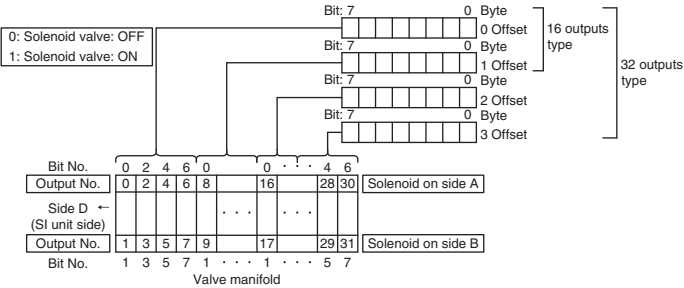 Bit: 7 0 Byte
0 Offset
16 outputs type
0: Solenoid valve: OFF
1: Solenoid valve: ON
Bit: 7 0 Byte
1 Offset
32 outputs type
Bit: 7 0 Byte
2 Offset
Bit: 7 0 Byte
3 Offset
Bit No. 0 2 4 6 0 0 · · · 4 6
Output No. 0 2 4 6 8 16 28 30 Solenoid on side A
Side D ←
(SI unit side)
· · · · · ·
Output No. 1 3 5 7 9 17 29 31 Solenoid on side B
Bit No. 1 3 5 7 1 · · · 1 · · · 5 7
Valve manifold